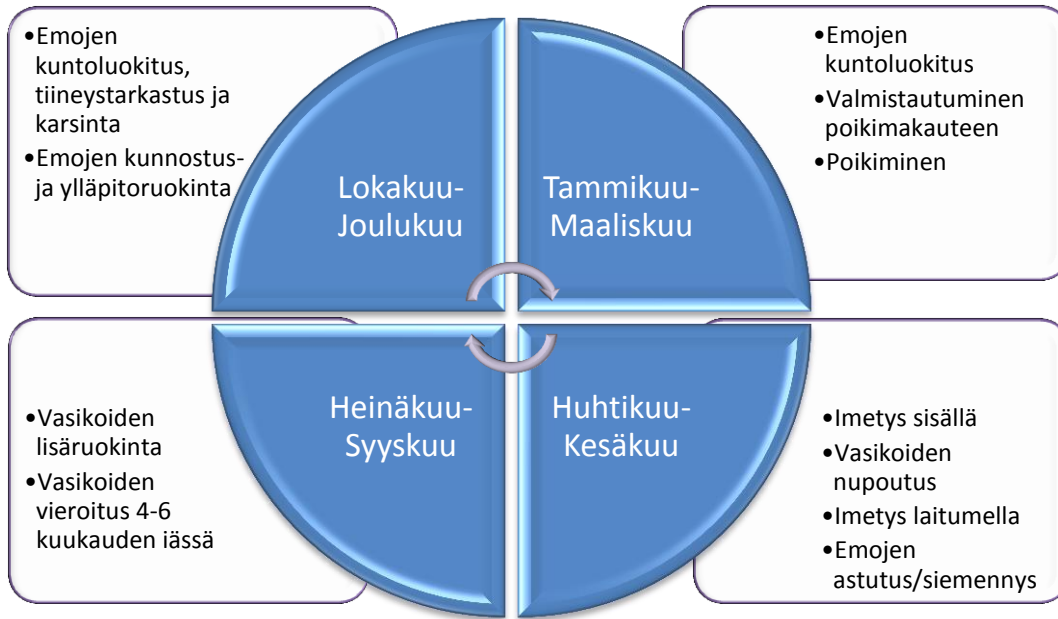 •Emojen
kuntoluokitus,
tiineystarkastus ja
karsinta
•Emojen kunnostus-
ja ylläpitoruokinta
Lokakuu-
Joulukuu
Tammikuu-
Maaliskuu
•Emojen
kuntoluokitus
•Valmistautuminen
poikimakauteen
•Poikiminen
•Vasikoiden
lisäruokinta
•Vasikoiden
vieroitus 4-6
kuukauden iässä
Heinäkuu-
Syyskuu
Huhtikuu-
Kesäkuu
•Imetys sisällä
•Vasikoiden
nupoutus
•Imetys laitumella
•Emojen
astutus/siemennys